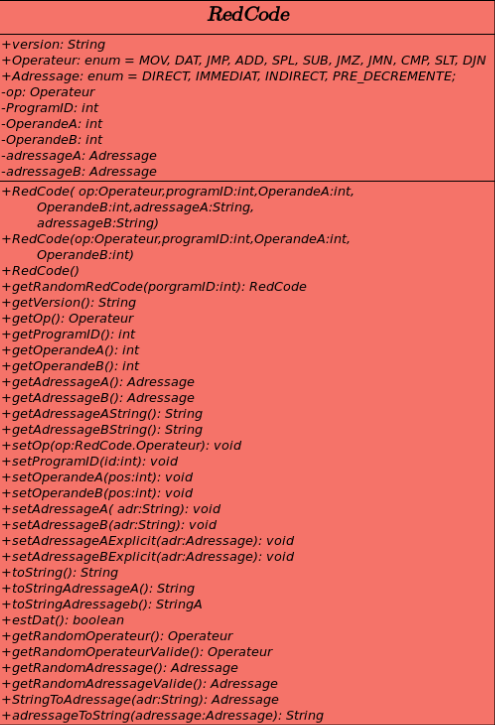 RedCode
+version: String
+Operateur: enum = MOV, DAT, JMP, ADD, SPL, SUB, JMZ, JMN, CMP, SLT, DJN
+Adressage: enum = DIRECT, IMMEDIAT, INDIRECT, PRE_DECREMENTE;
-op: Operateur
-ProgramID: int
-OperandeA: int
-OperandeB: int
-adressageA: Adressage
-adressageB: Adressage
+RedCode( op:Operateur,programID:int,OperandeA:int,
OperandeB:int,adressageA:String,
adressageB:String)
+RedCode(op:Operateur,programID:int,OperandeA:int,
OperandeB:int)
+RedCode()
+getRandomRedCode(porgramID:int): RedCode
+getVersion(): String
+getOp(): Operateur
+getProgramID(): int
+getOperandeA(): int
+getOperandeB(): int
+getAdressageA(): Adressage
+getAdressageB(): Adressage
+getAdressageAString(): String
+getAdressageBString(): String
+setOp(op:RedCode.Operateur): void
+setProgramID(id:int): void
+setOperandeA(pos:int): void
+setOperandeB(pos:int): void
+setAdressageA( adr:String): void
+setAdressageB(adr:String): void
+setAdressageAExplicit(adr:Adressage): void
+setAdressageBExplicit(adr:Adressage): void
+toString(): String
+toStringAdressageA(): String
+toStringAdressageb(): StringA
+estDat(): boolean
+getRandomOperateur(): Operateur
+getRandomOperateurValide(): Operateur
+getRandomAdressage(): Adressage
+getRandomAdressageValide(): Adressage
+StringToAdressage(adr:String): Adressage
+adressageToString(adressage:Adressage): String